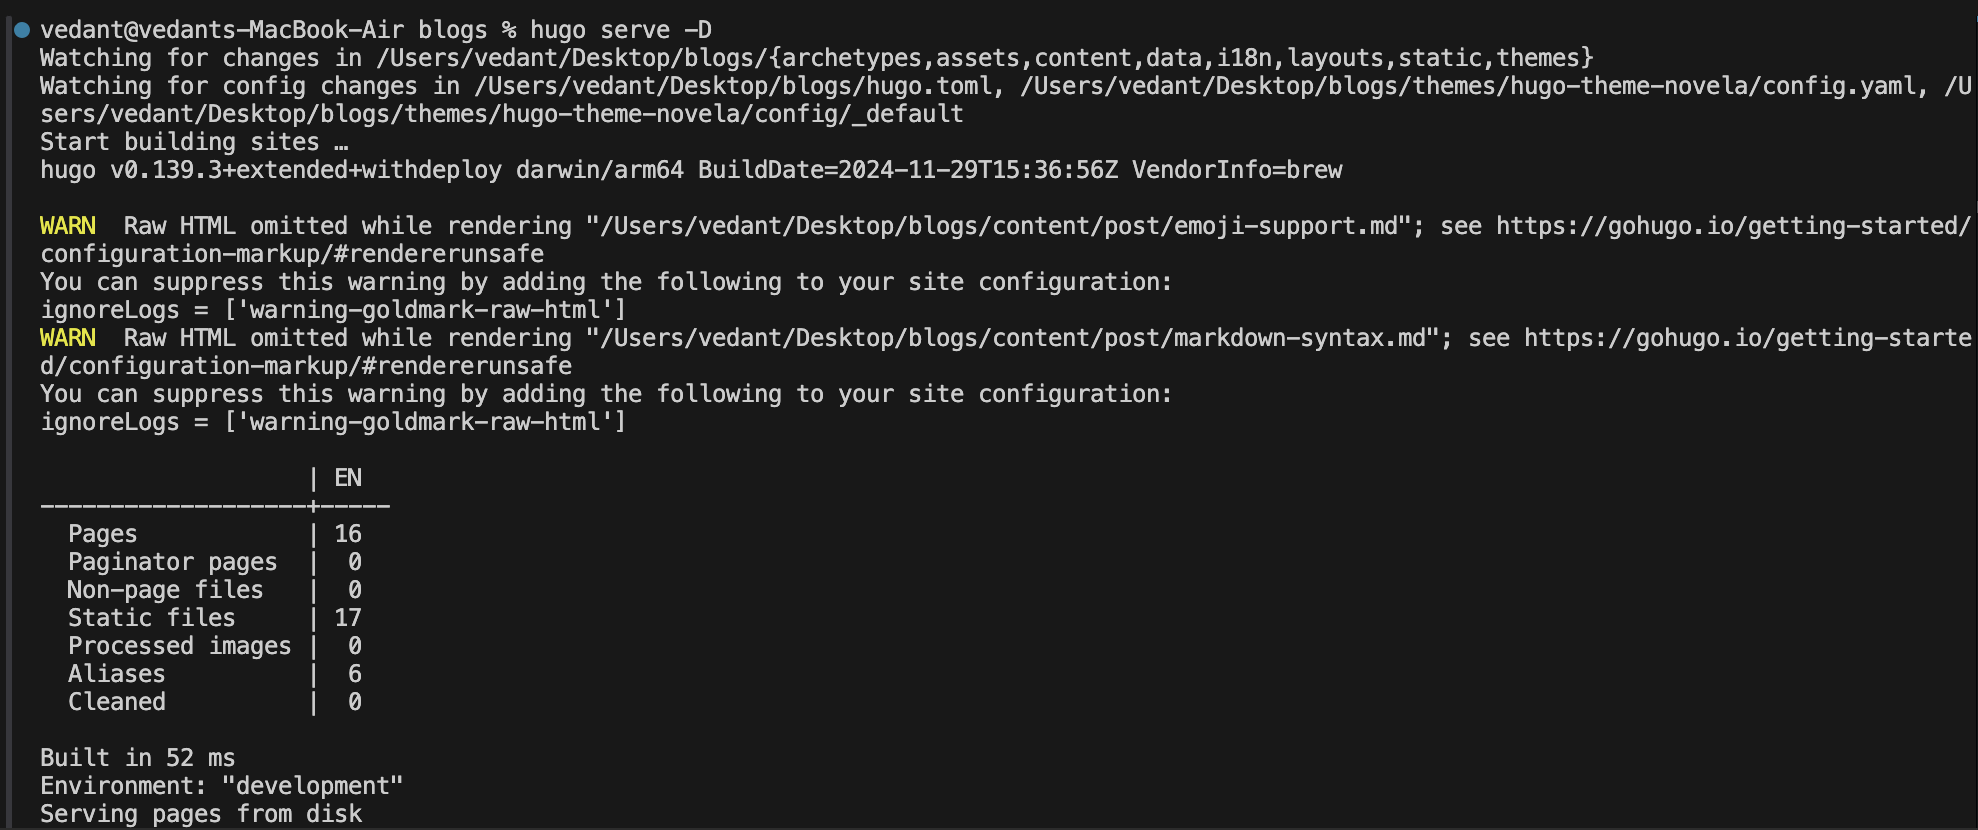 vedant@vedants-MacBook-Air blogs % hugo serve -D
Watching for changes in /Users/vedant/Desktop/blogs/{archetypes,assets,content,data,i18n,layouts,static,themes}
Watching for config changes in /Users/vedant/Desktop/blogs/hugo.toml, /Users/vedant/Desktop/blogs/themes/hugo-theme-novela/config.yaml, /U
sers/vedant/Desktop/blogs/themes/hugo-theme-novela/config/_default
Start building sites …
hugo v0.139.3+extended+withdeploy darwin/arm64 BuildDate=2024-11-29T15:36:56Z VendorInfo=brew

WARN  Raw HTML omitted while rendering "/Users/vedant/Desktop/blogs/content/post/emoji-support.md"; see https://gohugo.io/getting-started/
configuration-markup/#rendererunsafe
You can suppress this warning by adding the following to your site configuration:
ignoreLogs = ['warning-goldmark-raw-html']
WARN  Raw HTML omitted while rendering "/Users/vedant/Desktop/blogs/content/post/markdown-syntax.md"; see https://gohugo.io/getting-starte
d/configuration-markup/#rendererunsafe
You can suppress this warning by adding the following to your site configuration:
ignoreLogs = ['warning-goldmark-raw-html']

                   | EN
-------------------+-----
  Pages            | 16
  Paginator pages  |  0
  Non-page files   |  0
  Static files     | 17
  Processed images |  0
  Aliases          |  6
  Cleaned          |  0

Built in 52 ms
Environment: "development"
Serving pages from disk